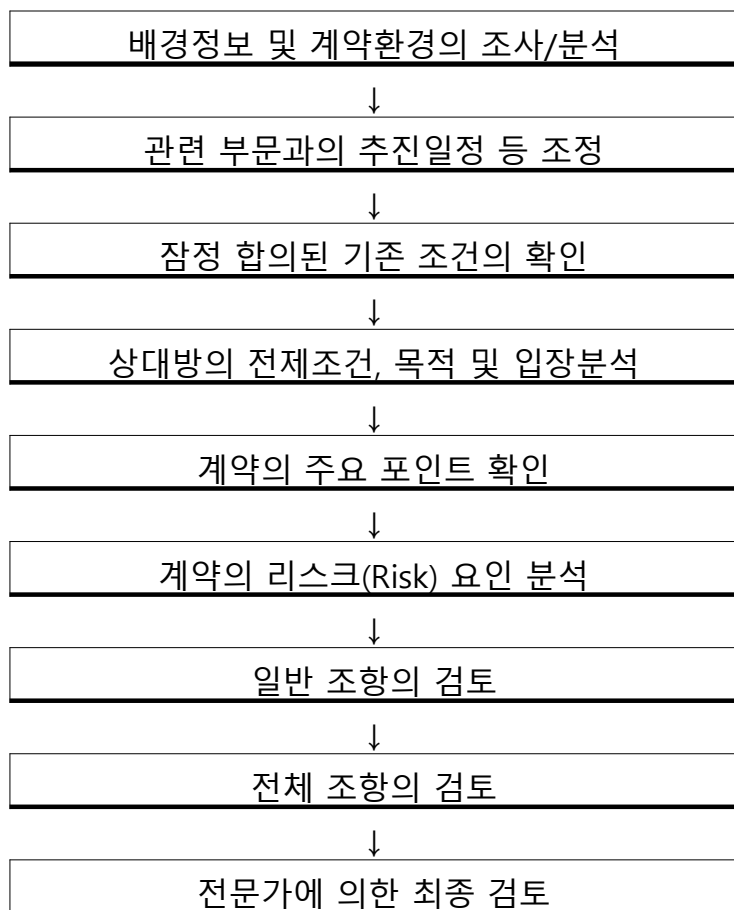 배경정보 및 계약환경의 조사/분석
↓
관련 부문과의 추진일정 등 조정
↓
잠정 합의된 기존 조건의 확인
↓
상대방의 전제조건, 목적 및 입장분석
↓
계약의 주요 포인트 확인
↓
계약의 리스크(Risk) 요인 분석
↓
일반 조항의 검토
↓
전체 조항의 검토
↓
전문가에 의한 최종 검토